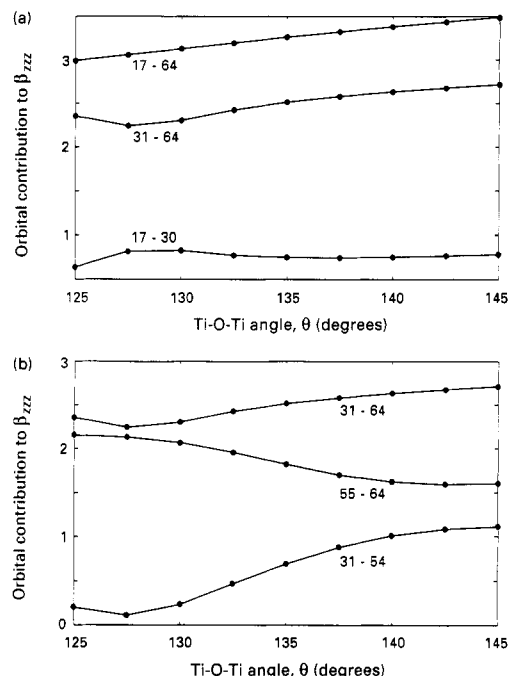 (a)
Orbital contribution to βzzz
3
2
1
17 - 64
31 - 64
17 - 30
125 130 135 140 145
Ti-O-Ti angle, θ (degrees)
(b)
Orbital contribution to βzzz
3
2
1
0
31 - 64
55 - 64
31 - 54
125 130 135 140 145
Ti-O-Ti angle, θ (degrees)